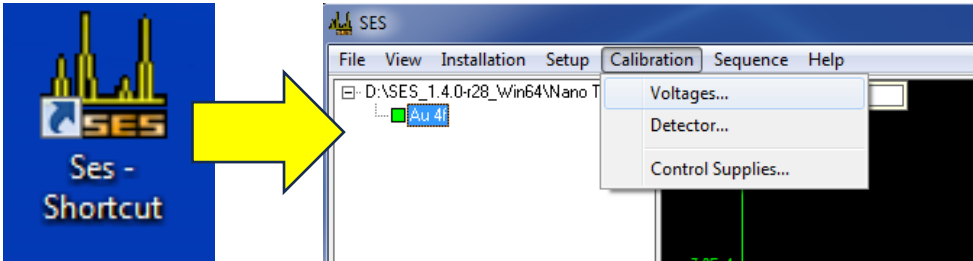 SES
Ses -
Shortcut
SES
File View Installation Setup Calibration Sequence Help
D:\SES_1.4.0-r28_Win64\Nano T
Au 4f
Voltages...
Detector...
Control Supplies...